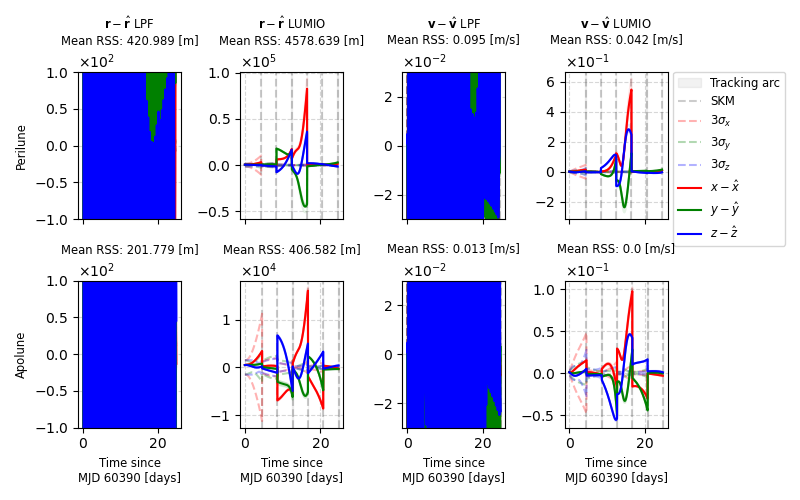 r − r̂ LPF
Mean RSS: 420.989 [m]
r − r̂ LUMIO
Mean RSS: 4578.639 [m]
v − v̂ LPF
Mean RSS: 0.095 [m/s]
v − v̂ LUMIO
Mean RSS: 0.042 [m/s]
×10²
×10⁵
×10⁻²
×10⁻¹
Perilune
1.0
0.5
0.0
−0.5
−1.0
1.0
0.5
0.0
−0.5
2
0
−2
6
4
2
0
−2
Tracking arc
SKM
3σx
3σy
3σz
x − x̂
y − ŷ
z − ẑ
Mean RSS: 201.779 [m]
Mean RSS: 406.582 [m]
Mean RSS: 0.013 [m/s]
Mean RSS: 0.0 [m/s]
×10²
×10⁴
×10⁻²
×10⁻¹
Apolune
1.0
0.5
0.0
−0.5
−1.0
1
0
−1
2
0
−2
1.0
0.5
0.0
−0.5
0 20
0 20
0 20
0 20
Time since
MJD 60390 [days]
Time since
MJD 60390 [days]
Time since
MJD 60390 [days]
Time since
MJD 60390 [days]